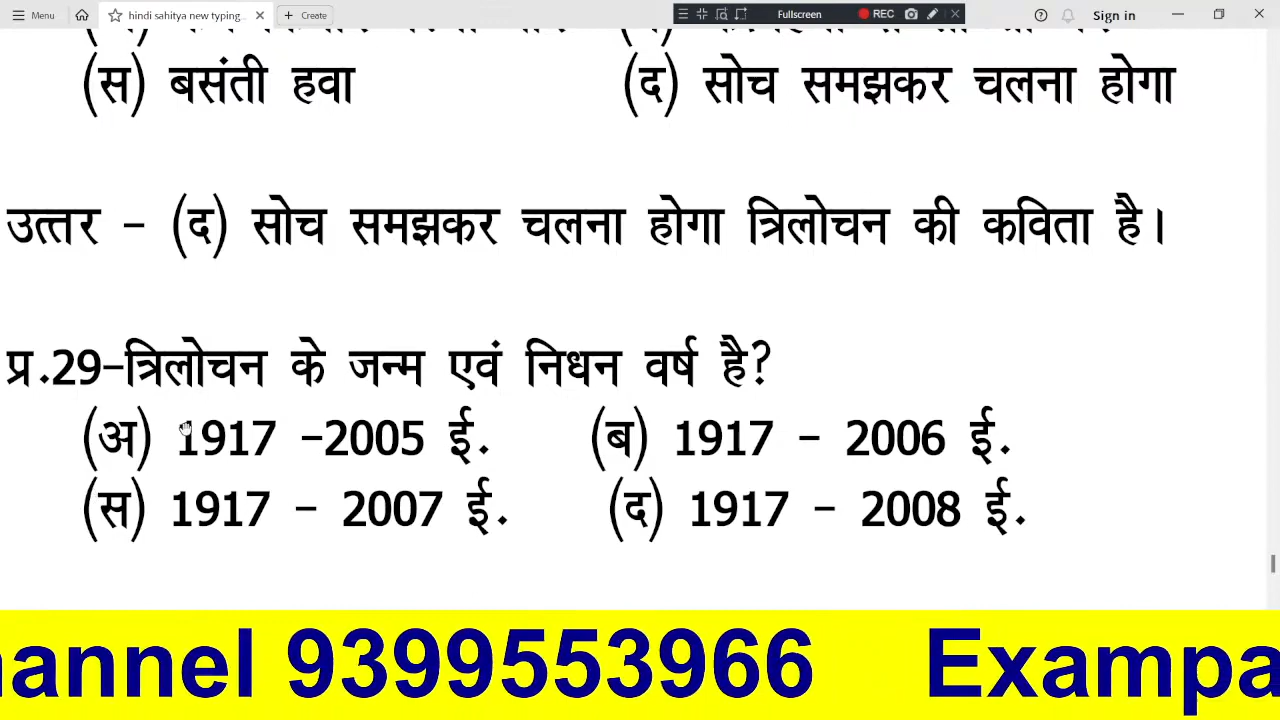 Menu hindi sahitya new typing... + Create Fullscreen REC Sign in
(स) बसंती हवा (द) सोच समझकर चलना होगा
उत्तर - (द) सोच समझकर चलना होगा त्रिलोचन की कविता है।
प्र.29-त्रिलोचन के जन्म एवं निधन वर्ष है?
(अ) 1917 -2005 ई. (ब) 1917 - 2006 ई.
(स) 1917 - 2007 ई. (द) 1917 - 2008 ई.
hannel 9399553966 Exampa